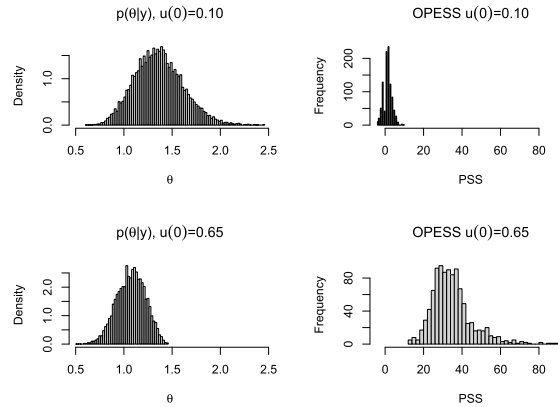 p(θ|y), u(0)=0.10
OPESS u(0)=0.10
Density
0.0 1.0
0.5 1.0 1.5 2.0 2.5
θ
Frequency
0 100 200
0 20 40 60 80
PSS
p(θ|y), u(0)=0.65
OPESS u(0)=0.65
Density
0.0 1.0 2.0
0.5 1.0 1.5 2.0 2.5
θ
Frequency
0 40 80
0 20 40 60 80
PSS